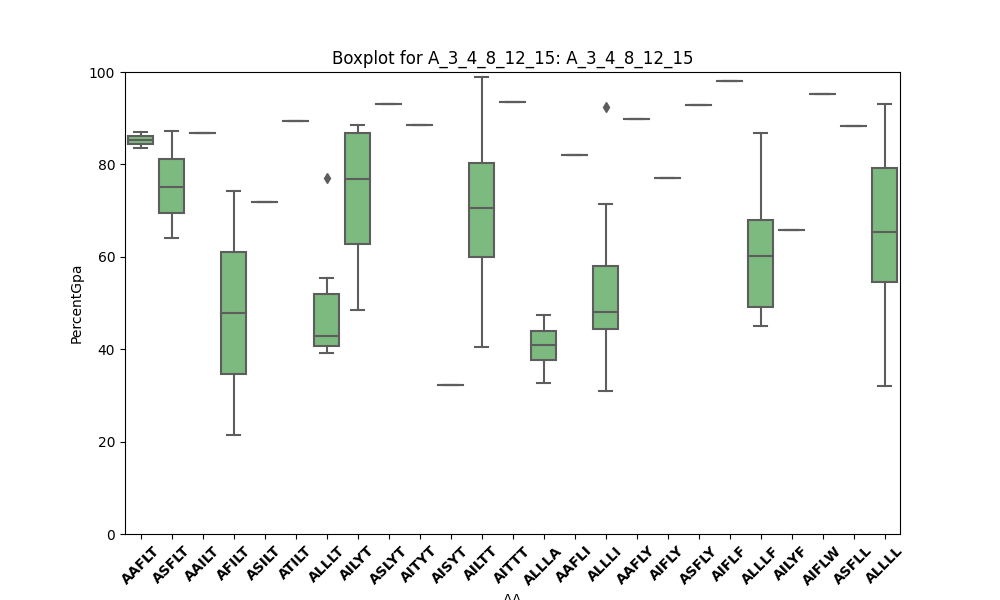 Boxplot for A_3_4_8_12_15: A_3_4_8_12_15
PercentGpa
100
80
60
40
20
0
AAFLT
ASFLT
AAILT
AFILT
ASILT
ATILT
ALLLT
AILYT
ASLYT
AITYT
AISYT
AILTT
AITTT
ALLLA
AAFLI
ALLLI
AAFLY
AIFLY
ASFLY
AIFLF
ALLLF
AILYF
AIFLW
ASFLL
ALLLL
AA